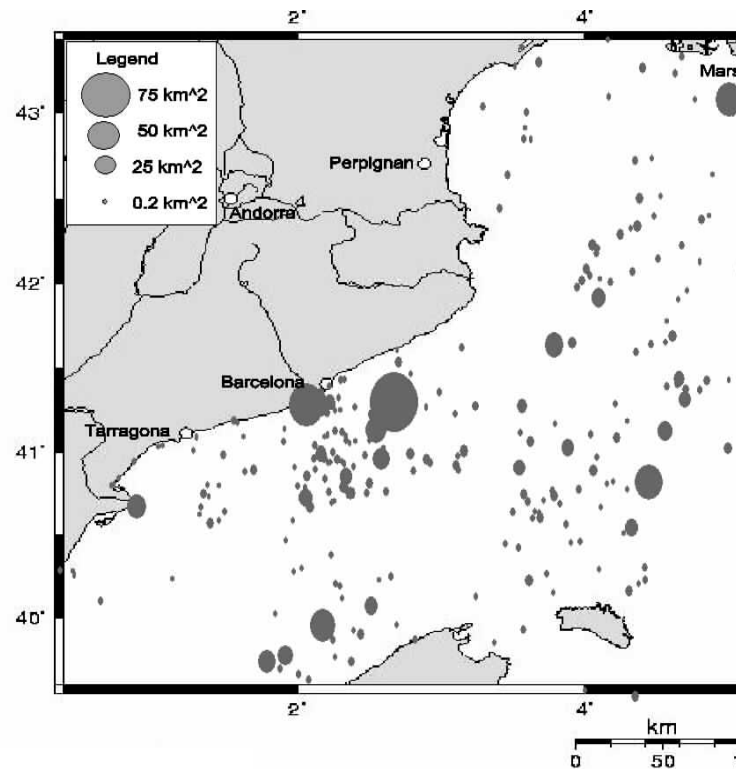 2° 4°
Legend
75 km^2
50 km^2
25 km^2
0.2 km^2
Mars
43°
Perpignan
Andorra
42°
Barcelona
Tarragona
41°
40°
2° 4°
km
0 50 1